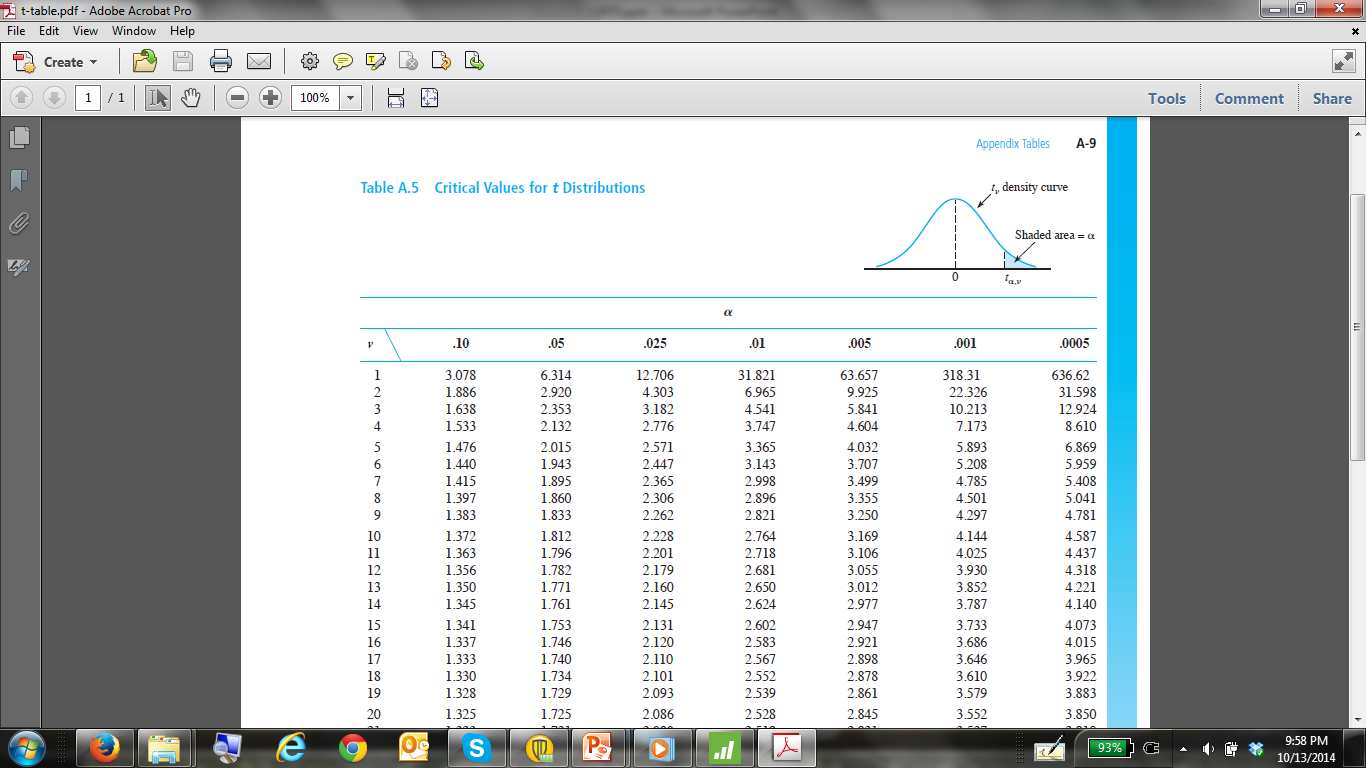 t-table.pdf - Adobe Acrobat Pro
File Edit View Window Help
Create
1 / 1 100% Tools Comment Share
Appendix Tables A-9
Table A.5 Critical Values for t Distributions
tν density curve
Shaded area = α
0 tα,ν
α
ν .10 .05 .025 .01 .005 .001 .0005
1 3.078 6.314 12.706 31.821 63.657 318.31 636.62
2 1.886 2.920 4.303 6.965 9.925 22.326 31.598
3 1.638 2.353 3.182 4.541 5.841 10.213 12.924
4 1.533 2.132 2.776 3.747 4.604 7.173 8.610
5 1.476 2.015 2.571 3.365 4.032 5.893 6.869
6 1.440 1.943 2.447 3.143 3.707 5.208 5.959
7 1.415 1.895 2.365 2.998 3.499 4.785 5.408
8 1.397 1.860 2.306 2.896 3.355 4.501 5.041
9 1.383 1.833 2.262 2.821 3.250 4.297 4.781
10 1.372 1.812 2.228 2.764 3.169 4.144 4.587
11 1.363 1.796 2.201 2.718 3.106 4.025 4.437
12 1.356 1.782 2.179 2.681 3.055 3.930 4.318
13 1.350 1.771 2.160 2.650 3.012 3.852 4.221
14 1.345 1.761 2.145 2.624 2.977 3.787 4.140
15 1.341 1.753 2.131 2.602 2.947 3.733 4.073
16 1.337 1.746 2.120 2.583 2.921 3.686 4.015
17 1.333 1.740 2.110 2.567 2.898 3.646 3.965
18 1.330 1.734 2.101 2.552 2.878 3.610 3.922
19 1.328 1.729 2.093 2.539 2.861 3.579 3.883
20 1.325 1.725 2.086 2.528 2.845 3.552 3.850
93% 9:58 PM
10/13/2014